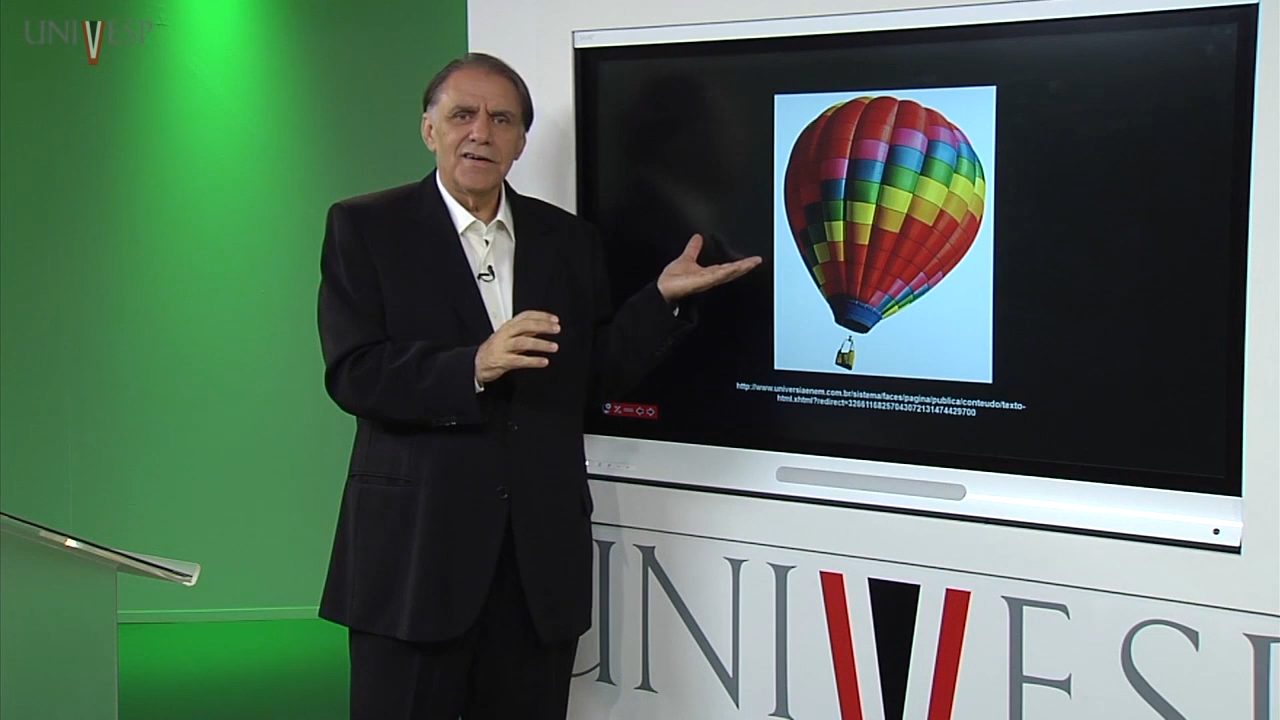 UNIVESP
http://www.universiaenem.com.br/sistema/faces/pagina/publica/conteudo/texto-
html.xhtml?redirect=32661168257043072131474429700
UNIVESP